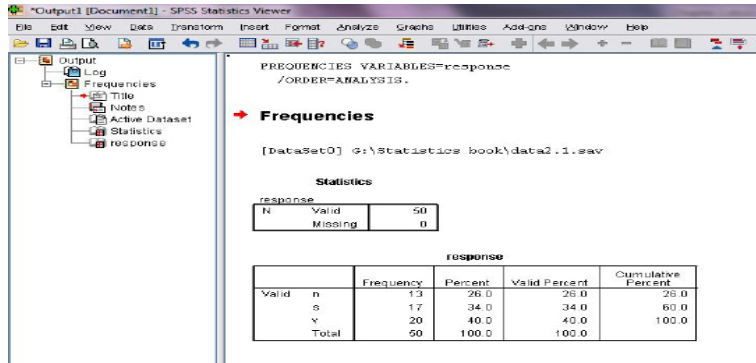 *Output1 [Document1] - SPSS Statistics Viewer
File Edit View Data Transform Insert Format Analyze Graphs Utilities Add-ons Window Help
Output
Log
Frequencies
Title
Notes
Active Dataset
Statistics
response
FREQUENCIES VARIABLES=response
/ORDER=ANALYSIS.
Frequencies
[DataSet0] G:\Statistics book\data2.1.sav
Statistics
response
N Valid 50
Missing 0
response
Frequency Percent Valid Percent Cumulative Percent
Valid n 13 26.0 26.0 26.0
s 17 34.0 34.0 60.0
y 20 40.0 40.0 100.0
Total 50 100.0 100.0